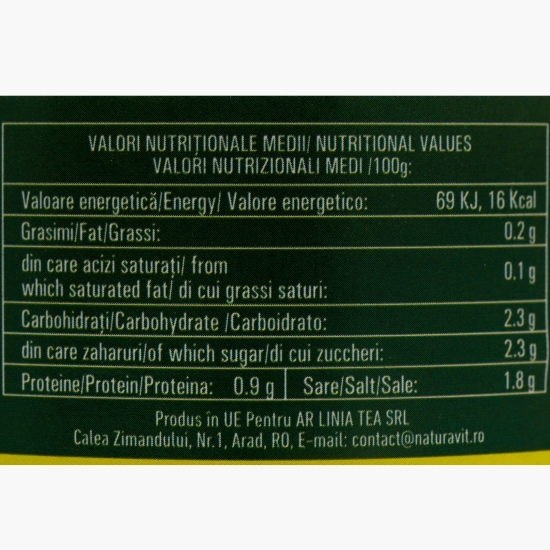 VALORI NUTRIȚIONALE MEDII/ NUTRITIONAL VALUES
VALORI NUTRIZIONALI MEDI /100g:
Valoare energetică/Energy/ Valore energetico: 69 KJ, 16 Kcal
Grasimi/Fat/Grassi: 0.2 g
din care acizi saturați/ from
which saturated fat/ di cui grassi saturi: 0.1 g
Carbohidrați/Carbohydrate /Carboidrato: 2.3 g
din care zaharuri/of which sugar/di cui zuccheri: 2.3 g
Proteine/Protein/Proteina: 0.9 g Sare/Salt/Sale: 1.8 g
Produs în UE Pentru AR LINIA TEA SRL
Calea Zimandului, Nr.1, Arad, RO, E-mail: contact@naturavit.ro